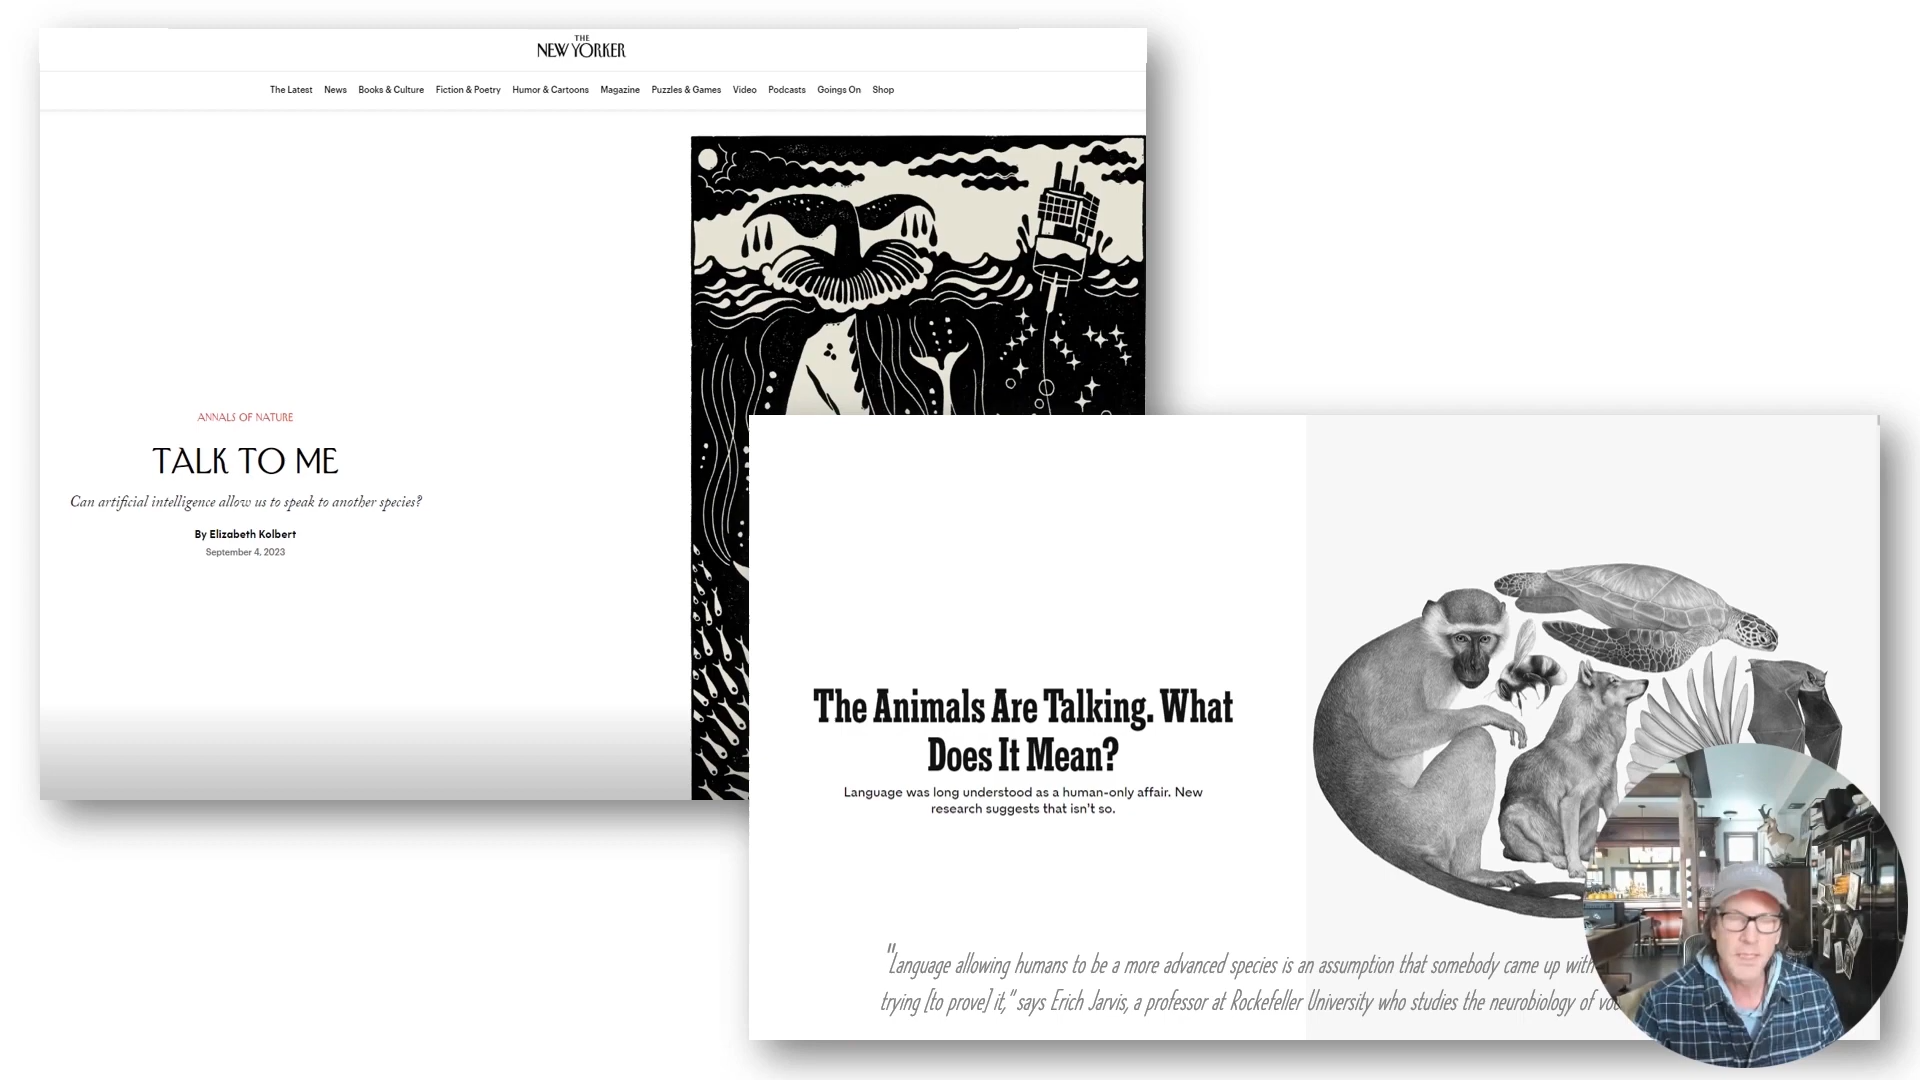 THE
NEW YORKER
The Latest News Books & Culture Fiction & Poetry Humor & Cartoons Magazine Puzzles & Games Video Podcasts Goings On Shop
ANNALS OF NATURE
TALK TO ME
Can artificial intelligence allow us to speak to another species?
By Elizabeth Kolbert
September 4, 2023
The Animals Are Talking. What
Does It Mean?
Language was long understood as a human-only affair. New
research suggests that isn't so.
"Language allowing humans to be a more advanced species is an assumption that somebody came up with
trying [to prove] it," says Erich Jarvis, a professor at Rockefeller University who studies the neurobiology of